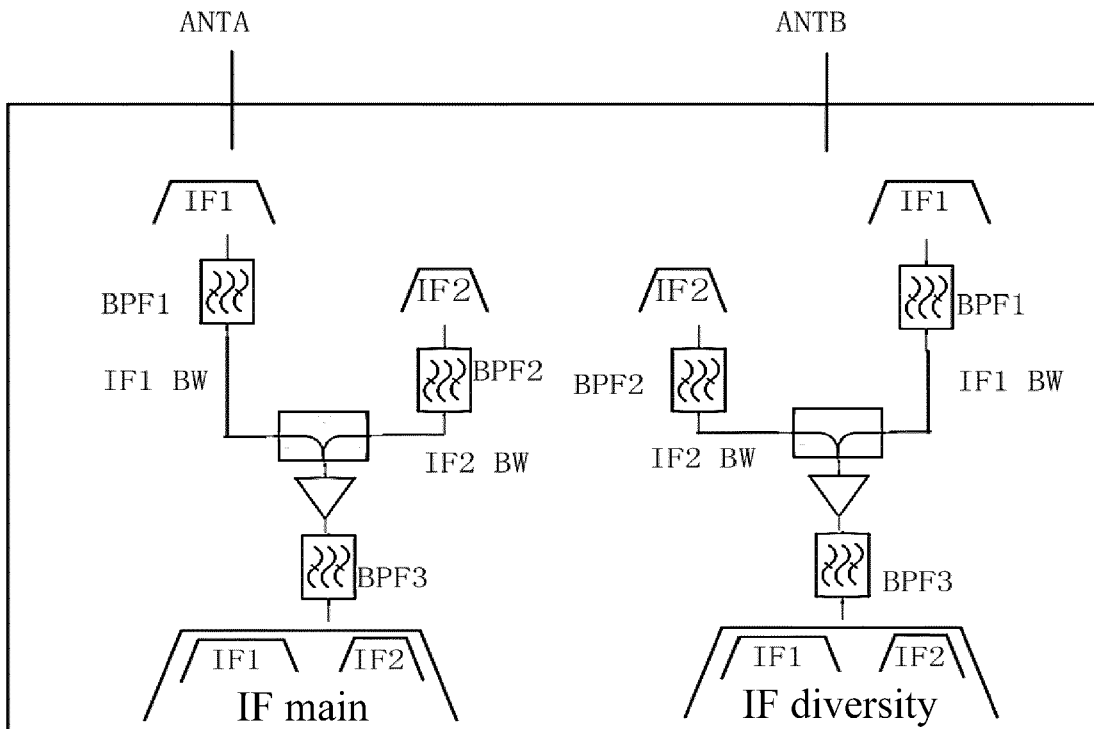 ANTA
ANTB
IF1
IF1
BPF1
IF2
IF2
BPF1
IF1 BW
BPF2
BPF2
IF1 BW
IF2 BW
IF2 BW
BPF3
BPF3
IF1
IF2
IF1
IF2
IF main
IF diversity